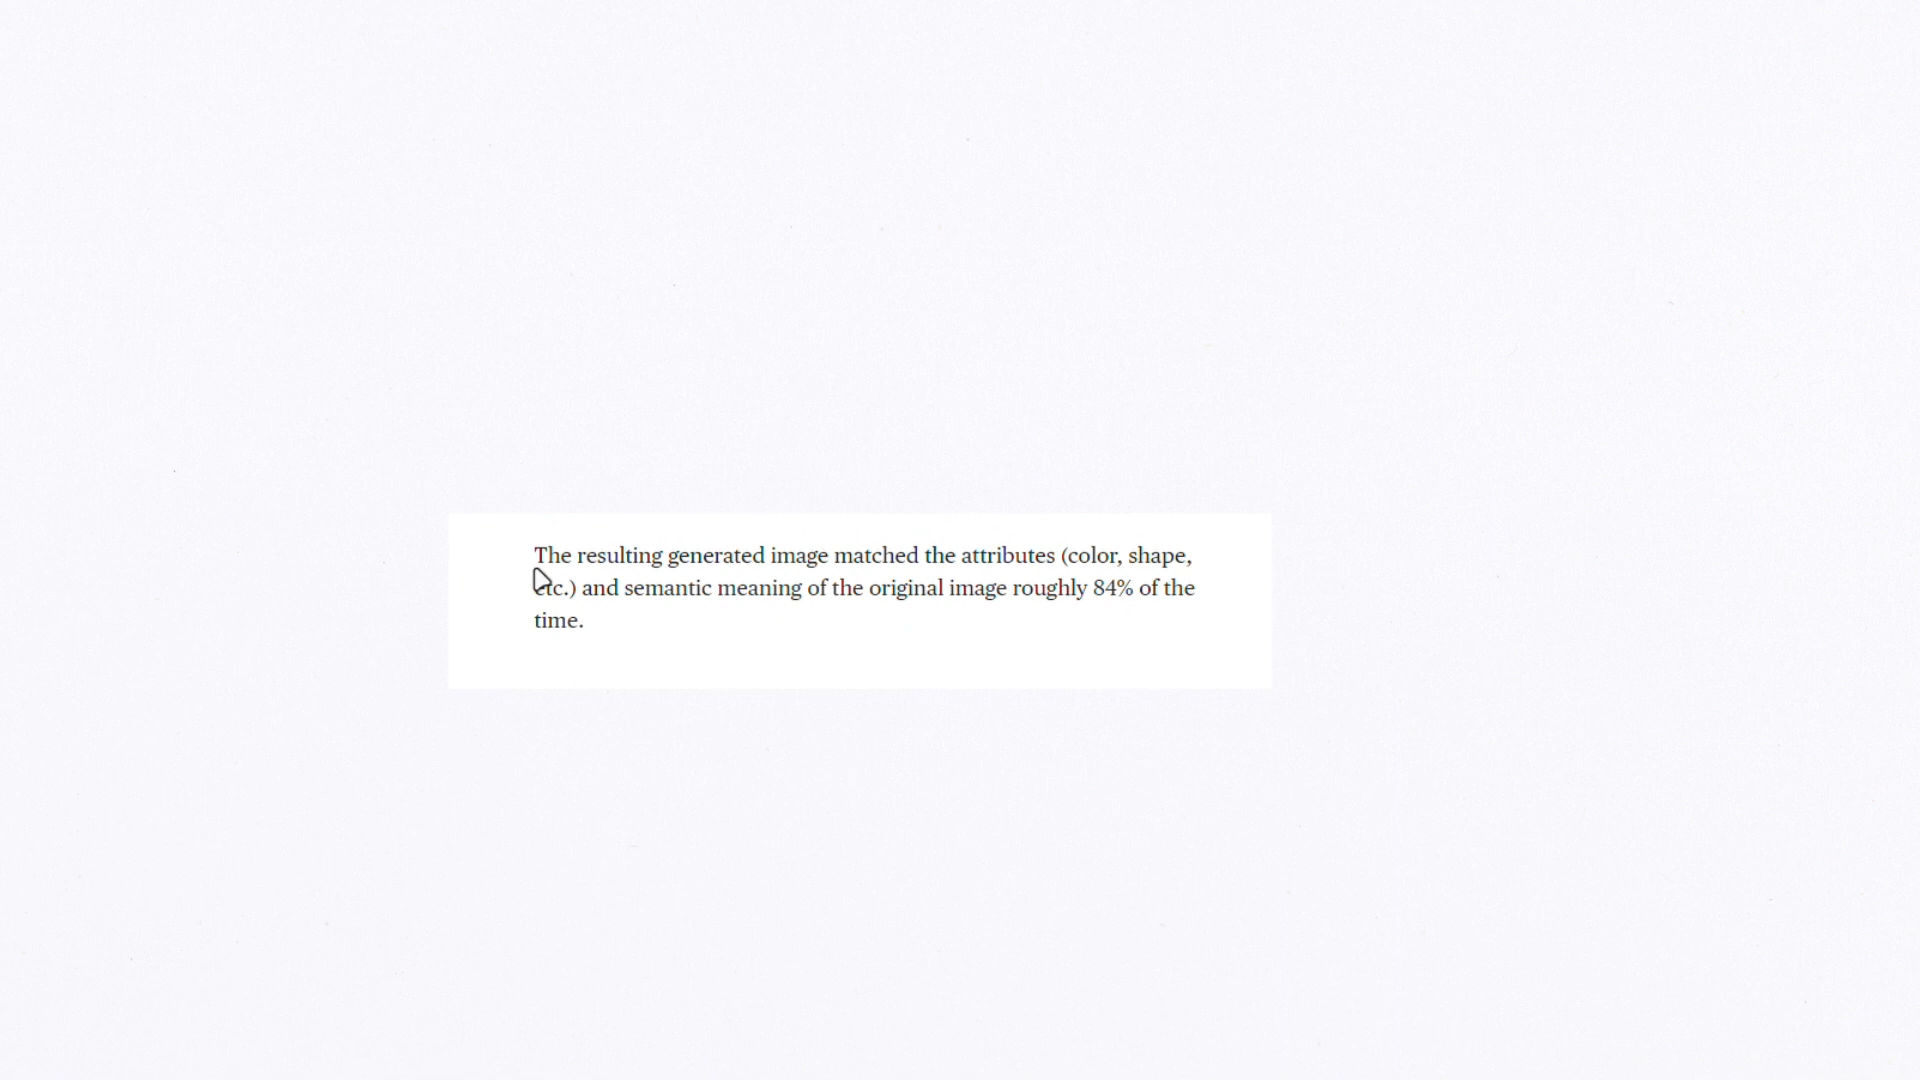 The resulting generated image matched the attributes (color, shape,
etc.) and semantic meaning of the original image roughly 84% of the
time.